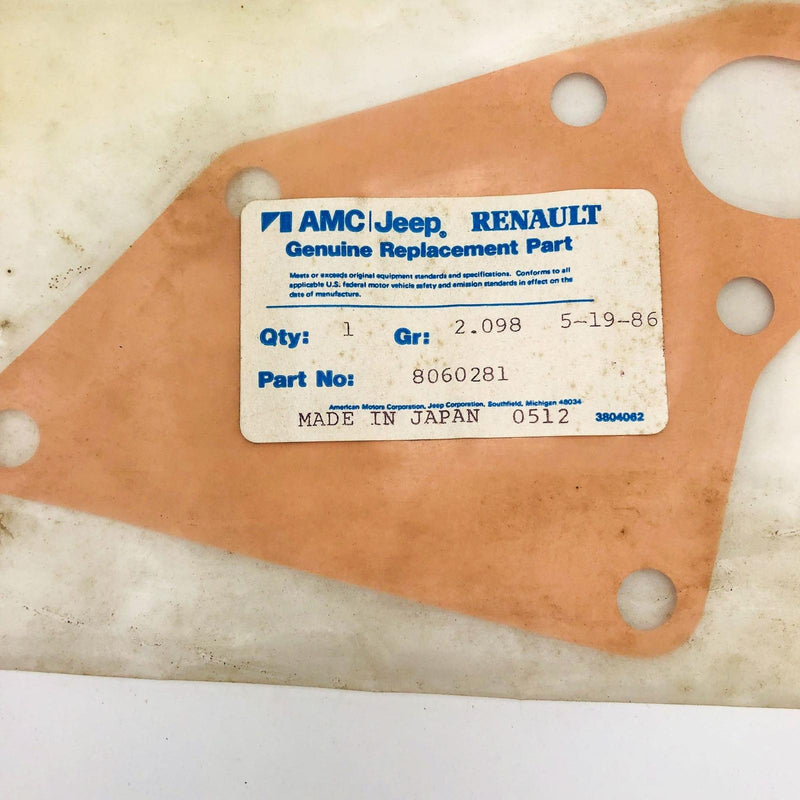 AMC|Jeep® RENAULT
Genuine Replacement Part
Meets or exceeds original equipment standards and specifications. Conforms to all
applicable U.S. federal motor vehicle safety and emission standards in effect on the
date of manufacture.
Qty: 1 Gr: 2.098 5-19-86
Part No: 8060281
American Motors Corporation, Jeep Corporation, Southfield, Michigan 48034
MADE IN JAPAN 0512 3804062